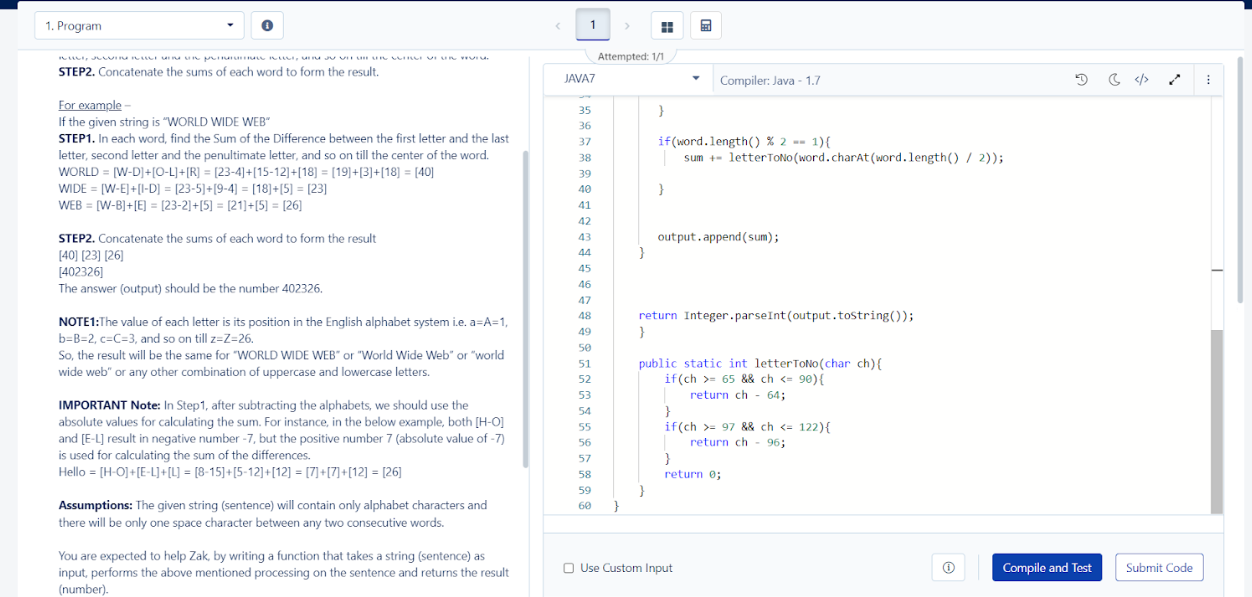 1. Program
1
Attempted: 1/1
letter, second letter and the penultimate letter, and so on till the center of the word.
STEP2. Concatenate the sums of each word to form the result.
For example –
If the given string is “WORLD WIDE WEB”
STEP1. In each word, find the Sum of the Difference between the first letter and the last
letter, second letter and the penultimate letter, and so on till the center of the word.
WORLD = [W-D]+[O-L]+[R] = [23-4]+[15-12]+[18] = [19]+[3]+[18] = [40]
WIDE = [W-E]+[I-D] = [23-5]+[9-4] = [18]+[5] = [23]
WEB = [W-B]+[E] = [23-2]+[5] = [21]+[5] = [26]
STEP2. Concatenate the sums of each word to form the result
[40] [23] [26]
[402326]
The answer (output) should be the number 402326.
NOTE1:The value of each letter is its position in the English alphabet system i.e. a=A=1,
b=B=2, c=C=3, and so on till z=Z=26.
So, the result will be the same for “WORLD WIDE WEB” or “World Wide Web” or “world
wide web” or any other combination of uppercase and lowercase letters.
IMPORTANT Note: In Step1, after subtracting the alphabets, we should use the
absolute values for calculating the sum. For instance, in the below example, both [H-O]
and [E-L] result in negative number -7, but the positive number 7 (absolute value of -7)
is used for calculating the sum of the differences.
Hello = [H-O]+[E-L]+[L] = [8-15]+[5-12]+[12] = [7]+[7]+[12] = [26]
Assumptions: The given string (sentence) will contain only alphabet characters and
there will be only one space character between any two consecutive words.
You are expected to help Zak, by writing a function that takes a string (sentence) as
input, performs the above mentioned processing on the sentence and returns the result
(number).
JAVA7
Compiler: Java - 1.7
34
35 }
36
37 if(word.length() % 2 == 1){
38 sum += letterToNo(word.charAt(word.length() / 2));
39
40 }
41
42
43 output.append(sum);
44 }
45
46
47
48 return Integer.parseInt(output.toString());
49 }
50
51 public static int letterToNo(char ch){
52 if(ch >= 65 && ch <= 90){
53 return ch - 64;
54 }
55 if(ch >= 97 && ch <= 122){
56 return ch - 96;
57 }
58 return 0;
59 }
60 }
Use Custom Input
Compile and Test
Submit Code